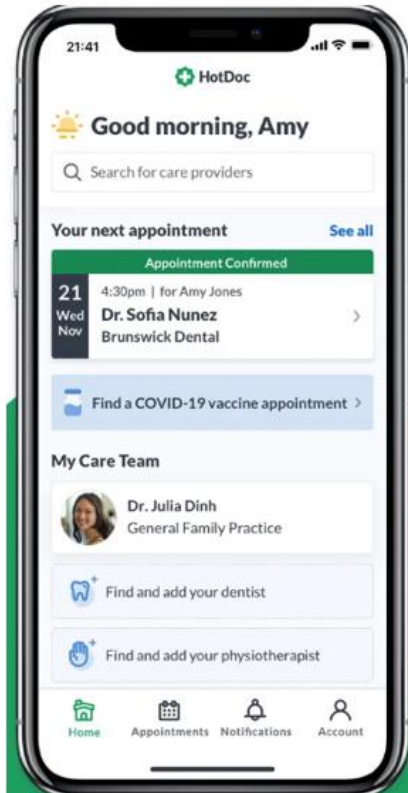 21:41
HotDoc
Good morning, Amy
Search for care providers
Your next appointment See all
Appointment Confirmed
21 Wed Nov
4:30pm | for Amy Jones
Dr. Sofia Nunez
Brunswick Dental
Find a COVID-19 vaccine appointment
My Care Team
Dr. Julia Dinh
General Family Practice
Find and add your dentist
Find and add your physiotherapist
Home Appointments Notifications Account